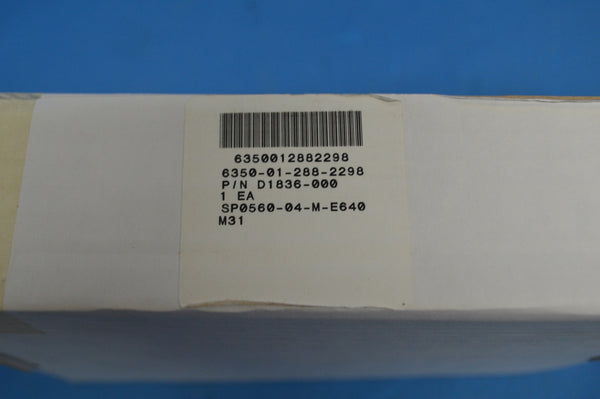 6350012882298
6350-01-288-2298
P/N D1836-000
1 EA
SP0560-04-M-E640
M31